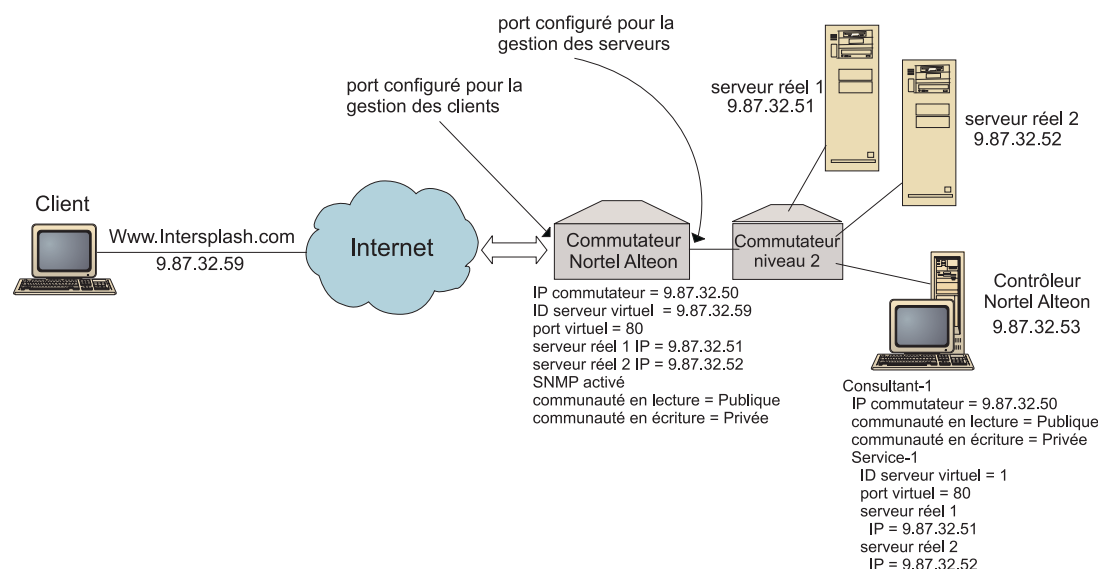 port configuré pour la
gestion des serveurs
port configuré pour la
gestion des clients
serveur réel 1
9.87.32.51
serveur réel 2
9.87.32.52
Client
Www.Intersplash.com
9.87.32.59
Internet
Commutateur
Nortel Alteon
Commutateur
niveau 2
Contrôleur
Nortel Alteon
9.87.32.53
IP commutateur = 9.87.32.50
ID serveur virtuel = 9.87.32.59
port virtuel = 80
serveur réel 1 IP = 9.87.32.51
serveur réel 2 IP = 9.87.32.52
SNMP activé
communauté en lecture = Publique
communauté en écriture = Privée
Consultant-1
IP commutateur = 9.87.32.50
communauté en lecture = Publique
communauté en écriture = Privée
Service-1
ID serveur virtuel = 1
port virtuel = 80
serveur réel 1
IP = 9.87.32.51
serveur réel 2
IP = 9.87.32.52